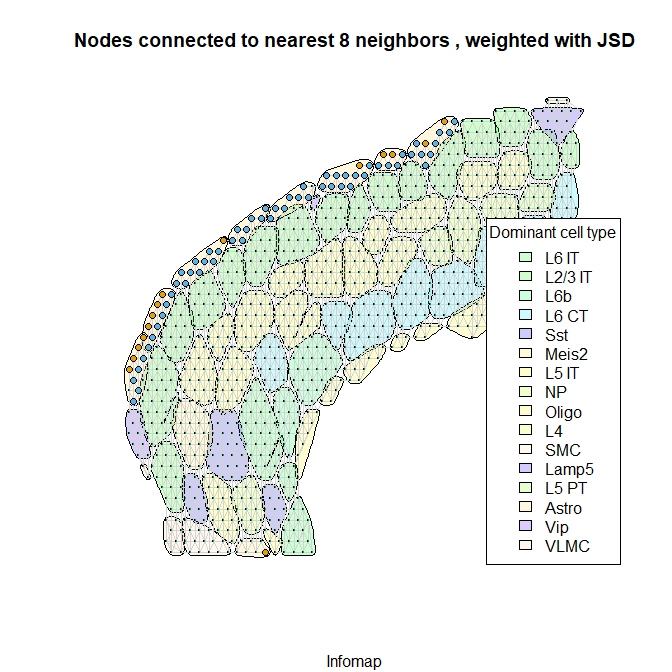 Nodes connected to nearest 8 neighbors , weighted with JSD
Dominant cell type
L6 IT
L2/3 IT
L6b
L6 CT
Sst
Meis2
L5 IT
NP
Oligo
L4
SMC
Lamp5
L5 PT
Astro
Vip
VLMC
Infomap